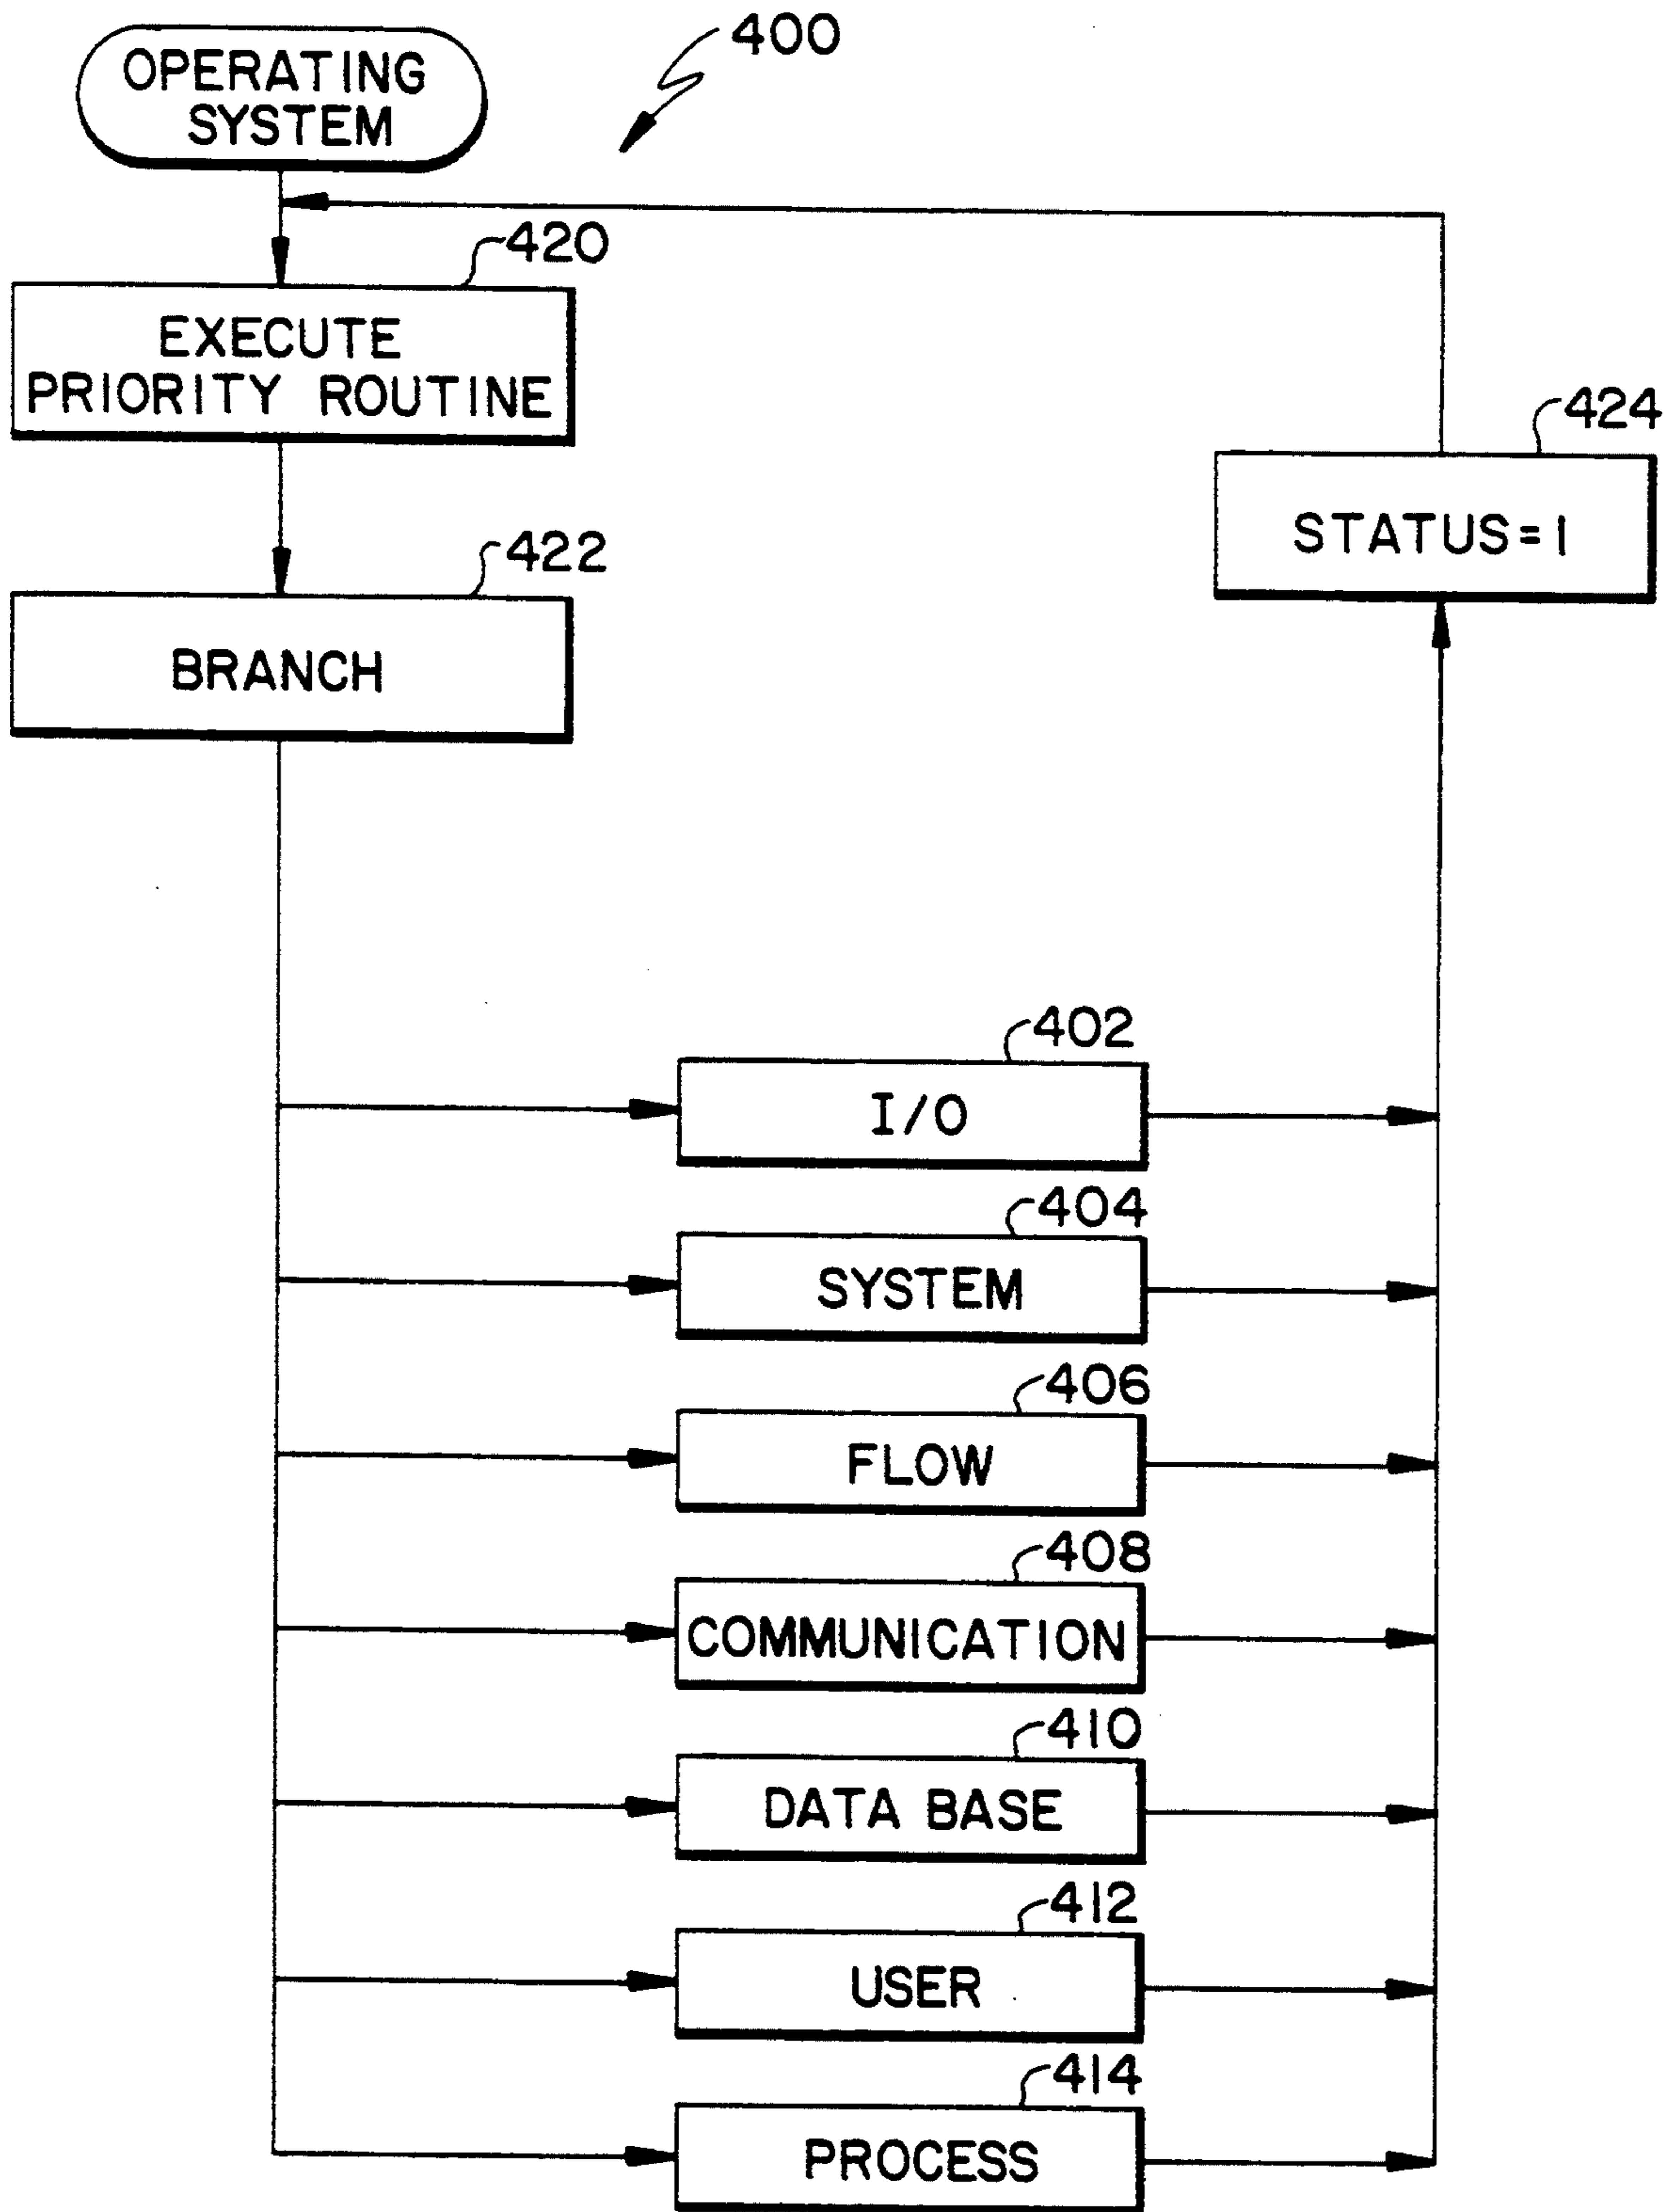 400
OPERATING
SYSTEM
420
EXECUTE
PRIORITY ROUTINE
424
STATUS=1
422
BRANCH
402
I/O
404
SYSTEM
406
FLOW
408
COMMUNICATION
410
DATA BASE
412
USER
414
PROCESS